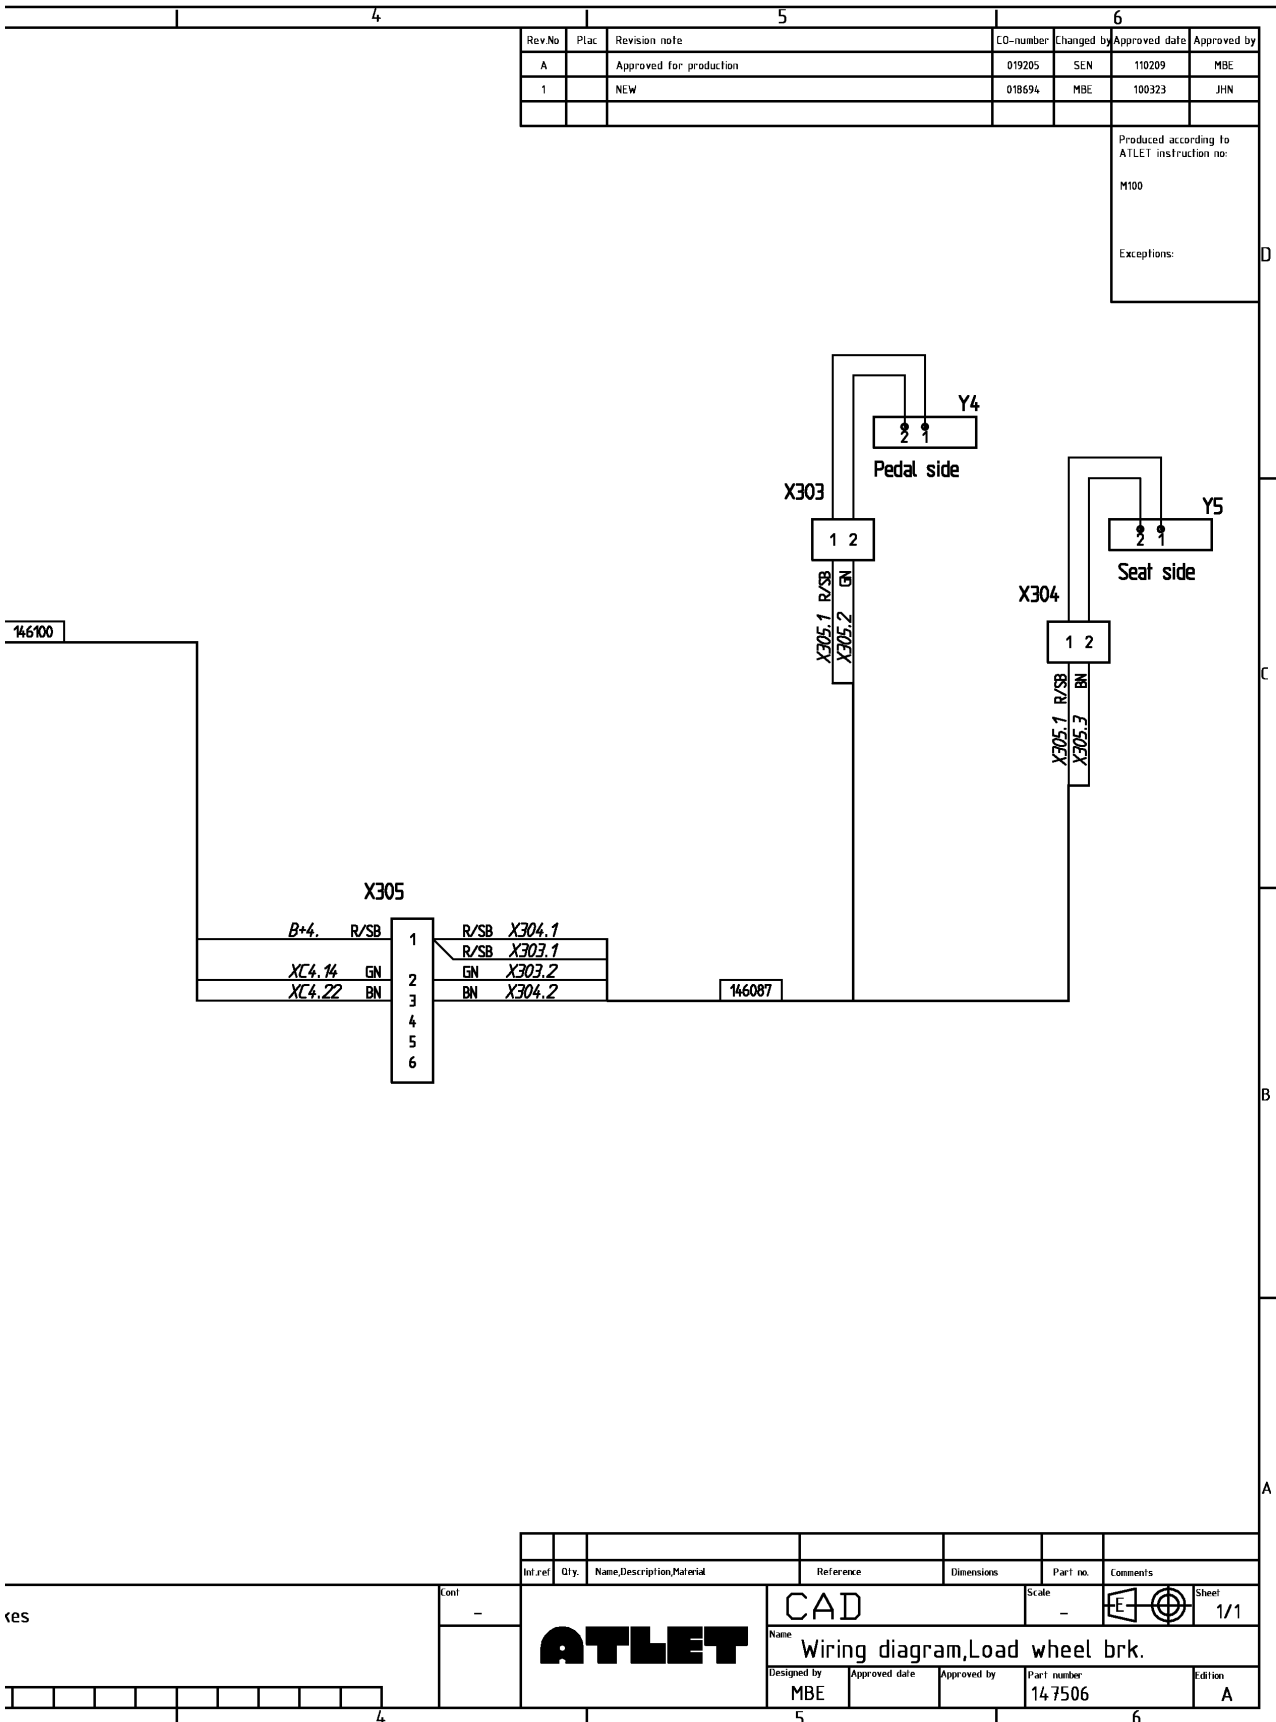 4 5 6
Rev.No Plac Revision note CO-number Changed by Approved date Approved by
A Approved for production 019205 SEN 110209 MBE
1 NEW 018694 MBE 100323 JHN
Produced according to
ATLET instruction no:
M100
Exceptions:
D
Y4
2 1
Pedal side
X303
1 2
Y5
2 1
Seat side
X304
1 2
X305.1 R/SB
X305.2 GN
146100
C
X305.1 R/SB
X305.3 BN
X305
B+4. R/SB 1 R/SB X304.1
R/SB X303.1
XC4.14 GN 2 GN X303.2
XC4.22 BN 3 BN X304.2
146087
4
5
6
B
A
Int.ref Qty. Name,Description,Material Reference Dimensions Part no. Comments
kes
Cont
-
ATLET
CAD
Scale
-
E
Sheet
1/1
Name
Wiring diagram,Load wheel brk.
Designed by Approved date Approved by Part number Edition
MBE 147506 A
4 5 6